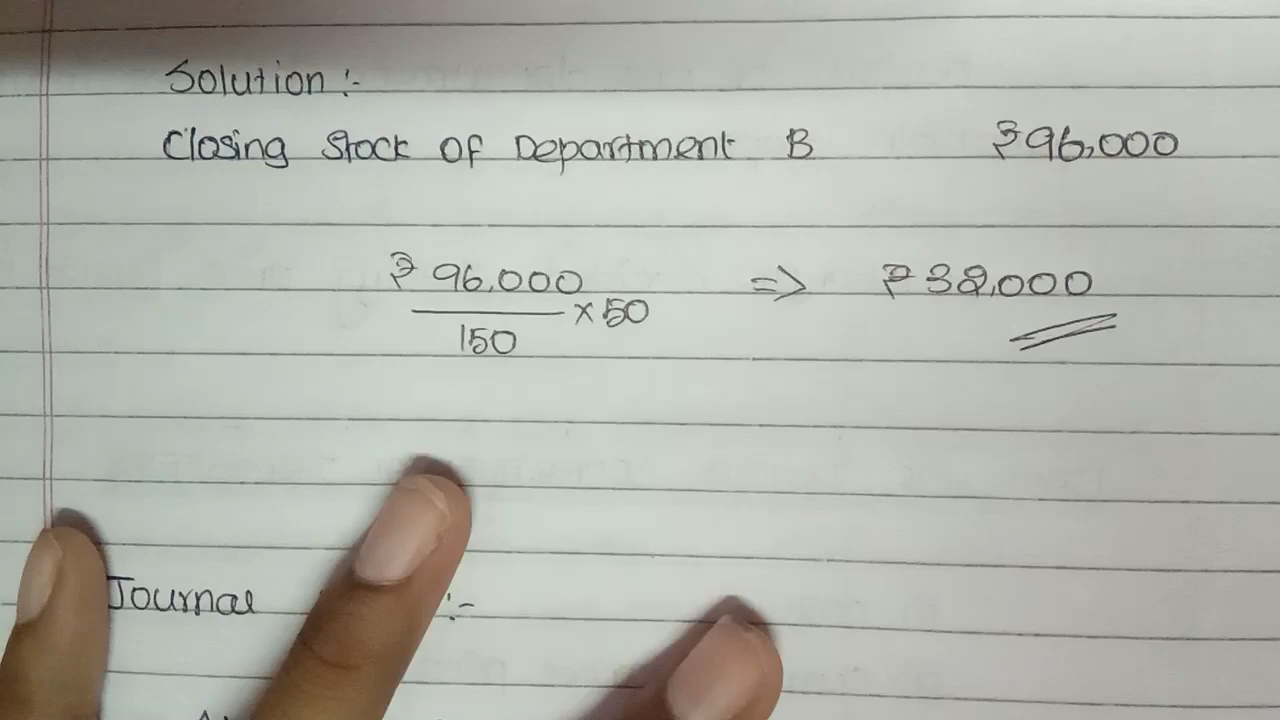 Solution :-
Closing Stock of Department B ₹96,000
₹ 96,000 / 150 × 50 => ₹32,000
Journal :-